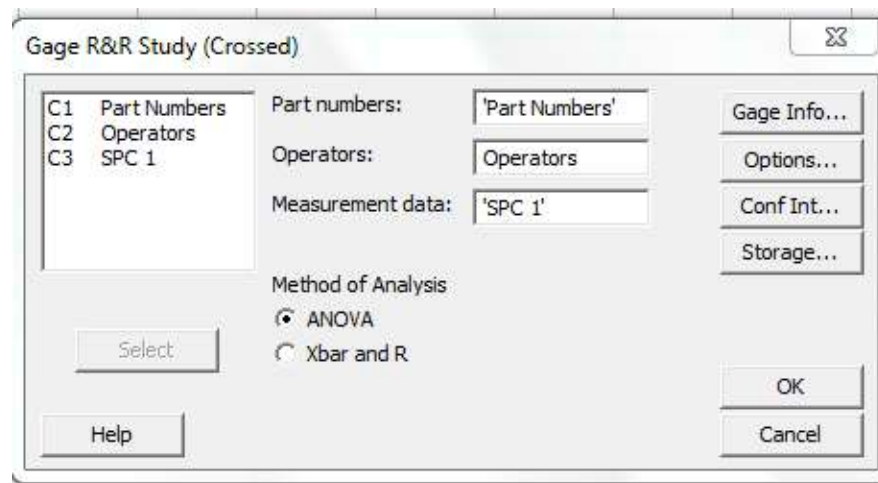 Gage R&R Study (Crossed)
C1 Part Numbers
C2 Operators
C3 SPC 1
Part numbers:
'Part Numbers'
Operators:
Operators
Measurement data:
'SPC 1'
Method of Analysis
ANOVA
Xbar and R
Select
Help
Gage Info...
Options...
Conf Int...
Storage...
OK
Cancel